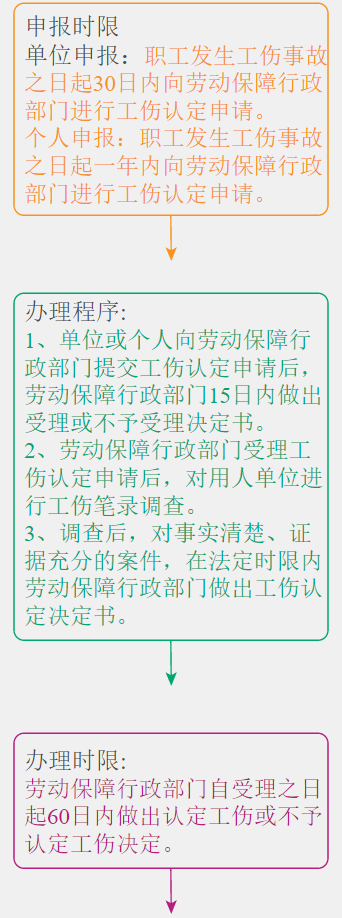 申报时限
单位申报：职工发生工伤事故
之日起30日内向劳动保障行政
部门进行工伤认定申请。
个人申报：职工发生工伤事故
之日起一年内向劳动保障行政
部门进行工伤认定申请。
办理程序:
1、单位或个人向劳动保障行
政部门提交工伤认定申请后，
劳动保障行政部门15日内做出
受理或不予受理决定书。
2、劳动保障行政部门受理工
伤认定申请后，对用人单位进
行工伤笔录调查。
3、调查后，对事实清楚、证
据充分的案件，在法定时限内
劳动保障行政部门做出工伤认
定决定书。
办理时限:
劳动保障行政部门自受理之日
起60日内做出认定工伤或不予
认定工伤决定。